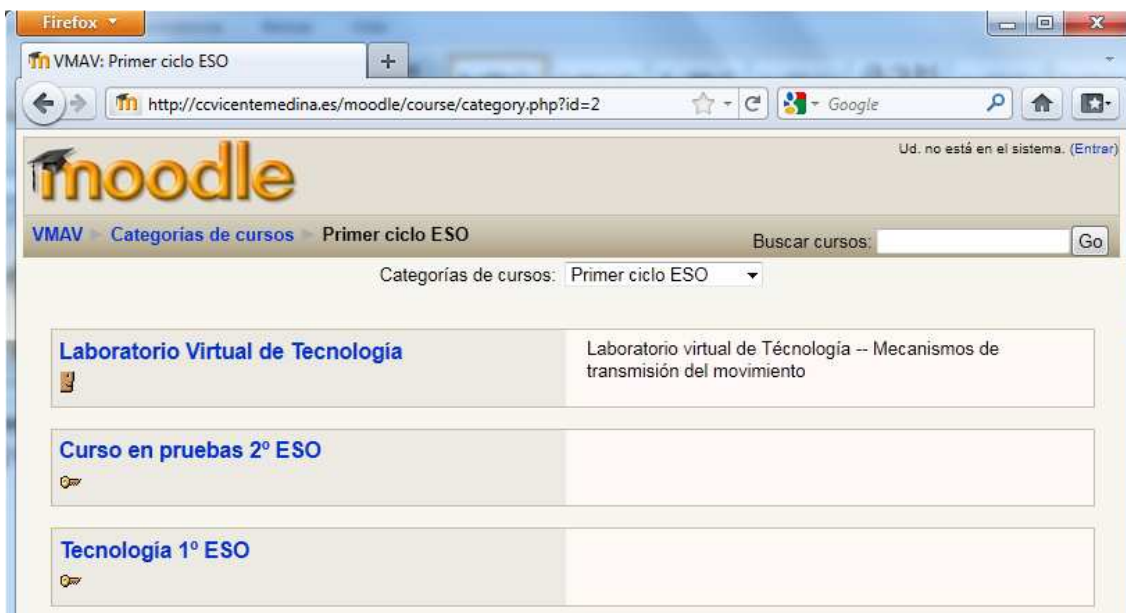 Firefox
VMAV: Primer ciclo ESO
http://ccvicentemedina.es/moodle/course/category.php?id=2
Google
moodle
Ud. no está en el sistema. (Entrar)
VMAV Categorías de cursos Primer ciclo ESO
Buscar cursos: Go
Categorías de cursos: Primer ciclo ESO
Laboratorio Virtual de Tecnología
Laboratorio virtual de Técnología -- Mecanismos de
transmisión del movimiento
Curso en pruebas 2º ESO
Tecnología 1º ESO